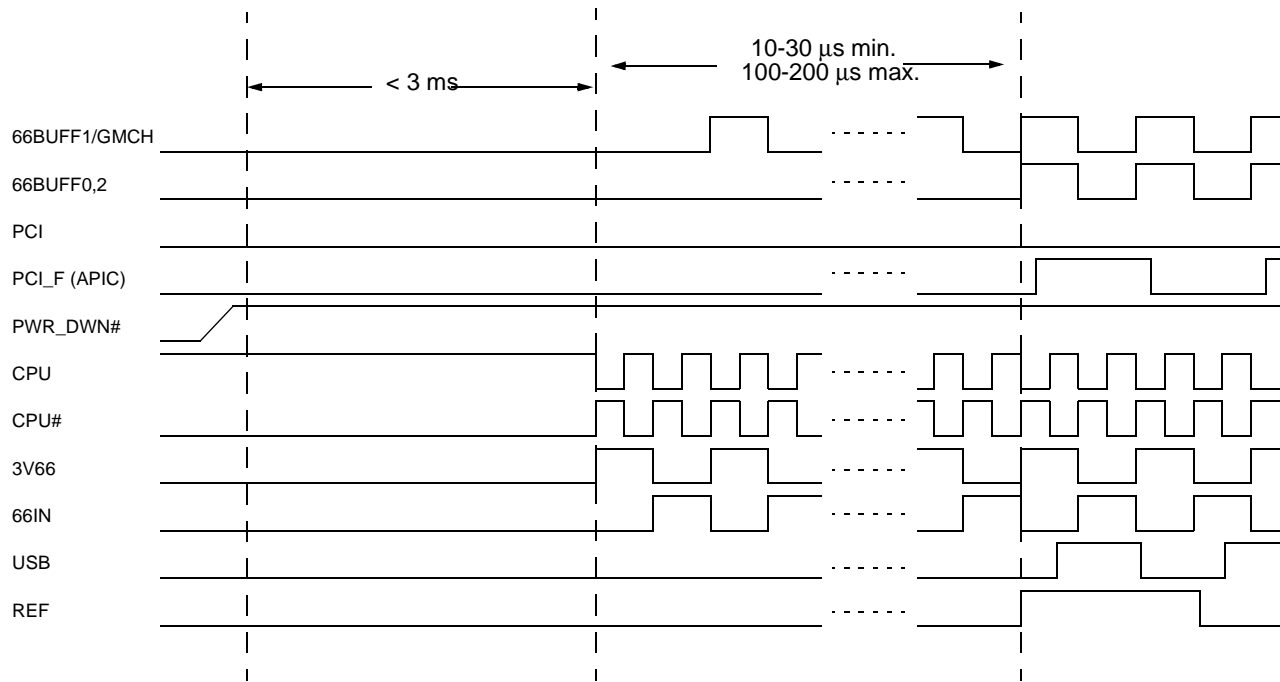 10-30 μs min.
100-200 μs max.
< 3 ms
66BUFF1/GMCH
66BUFF0,2
PCI
PCI_F (APIC)
PWR_DWN#
CPU
CPU#
3V66
66IN
USB
REF